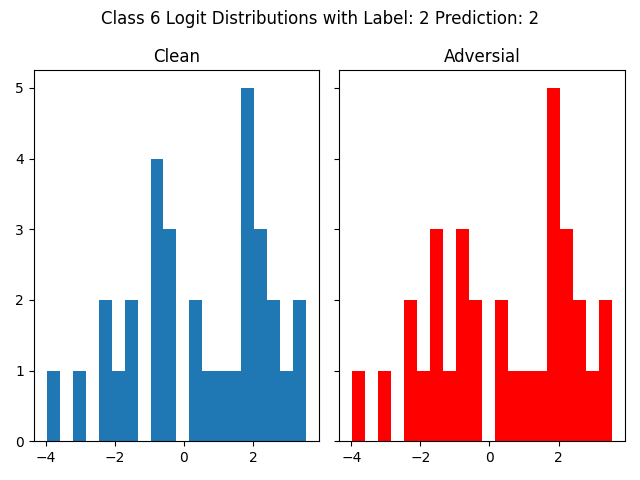 Class 6 Logit Distributions with Label: 2 Prediction: 2
Clean
Adversial
5
4
3
2
1
0
−4 −2 0 2
−4 −2 0 2